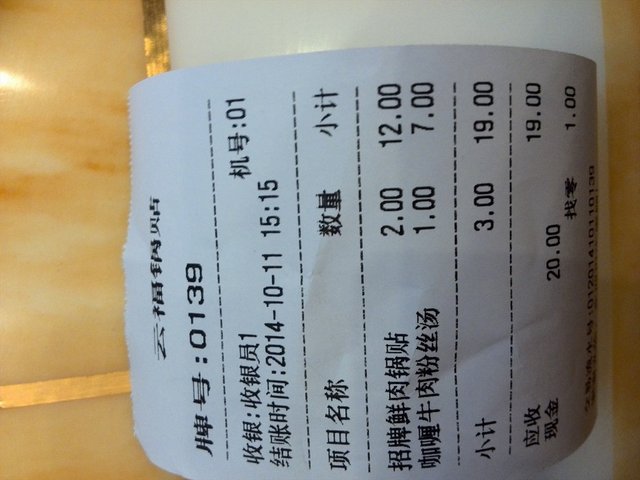 云福锅贴
牌号:0139
收银:收银员1 机号:01
结账时间:2014-10-11 15:15
项目名称 数量 小计
招牌鲜肉锅贴 2.00 12.00
咖喱牛肉粉丝汤 1.00 7.00
小计 3.00 19.00
应收 19.00
现金 20.00 找零 1.00